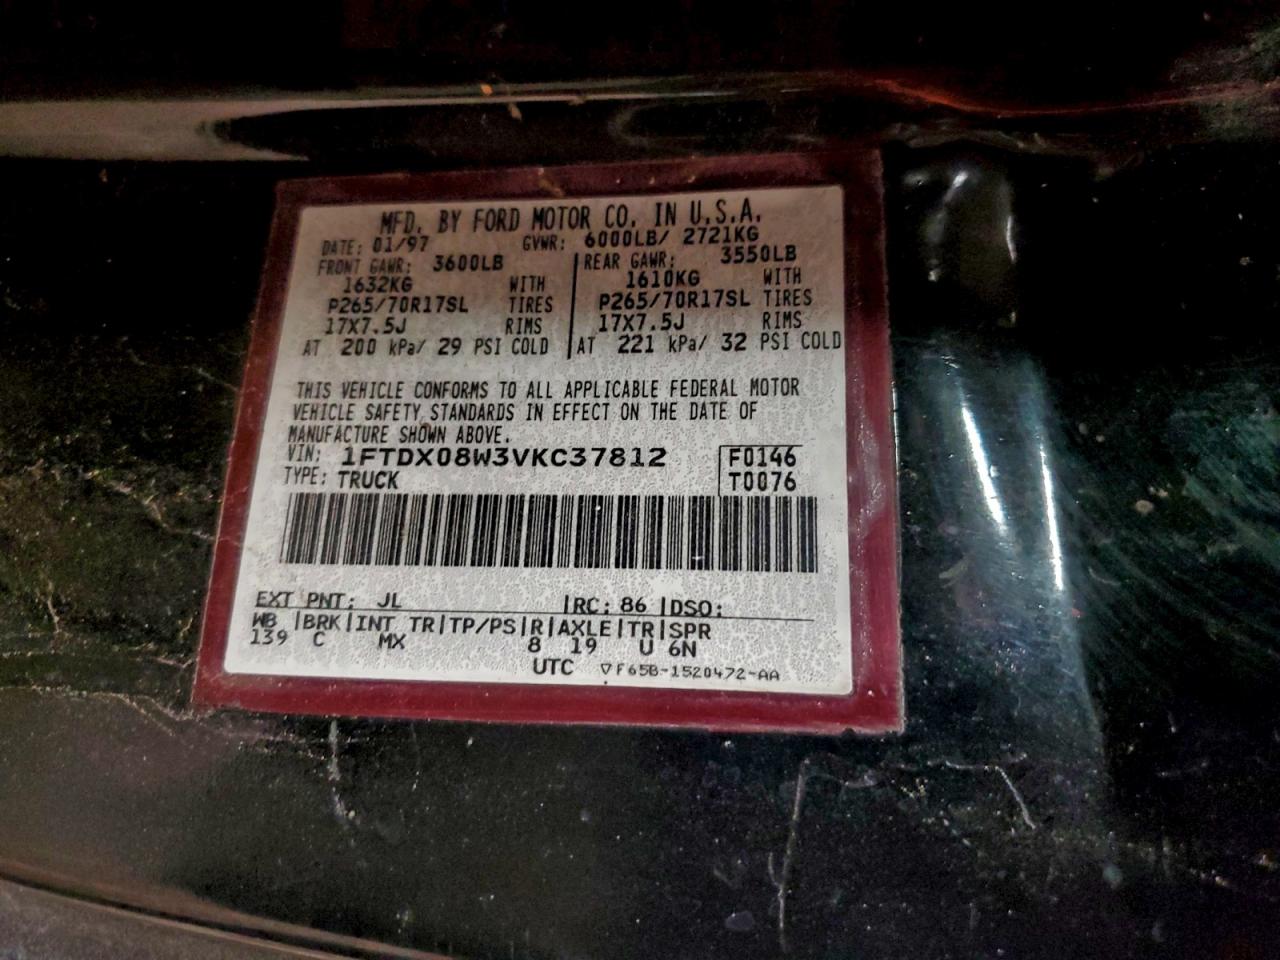 MFD. BY FORD MOTOR CO. IN U.S.A.
DATE: 01/97 GVWR: 6000LB/ 2721KG
FRONT GAWR: 3600LB REAR GAWR: 3550LB
1632KG WITH 1610KG WITH
P265/70R17SL TIRES P265/70R17SL TIRES
17X7.5J RIMS 17X7.5J RIMS
AT 200 kPa/ 29 PSI COLD AT 221 kPa/ 32 PSI COLD
THIS VEHICLE CONFORMS TO ALL APPLICABLE FEDERAL MOTOR
VEHICLE SAFETY STANDARDS IN EFFECT ON THE DATE OF
MANUFACTURE SHOWN ABOVE.
VIN: 1FTDX08W3VKC37812 F0146
TYPE: TRUCK T0076
EXT PNT: JL RC: 86 DSO:
WB BRK INT TR TP/PS R AXLE TR SPR
139 C MX 8 19 U 6N
UTC ▽F65B-1520472-AA